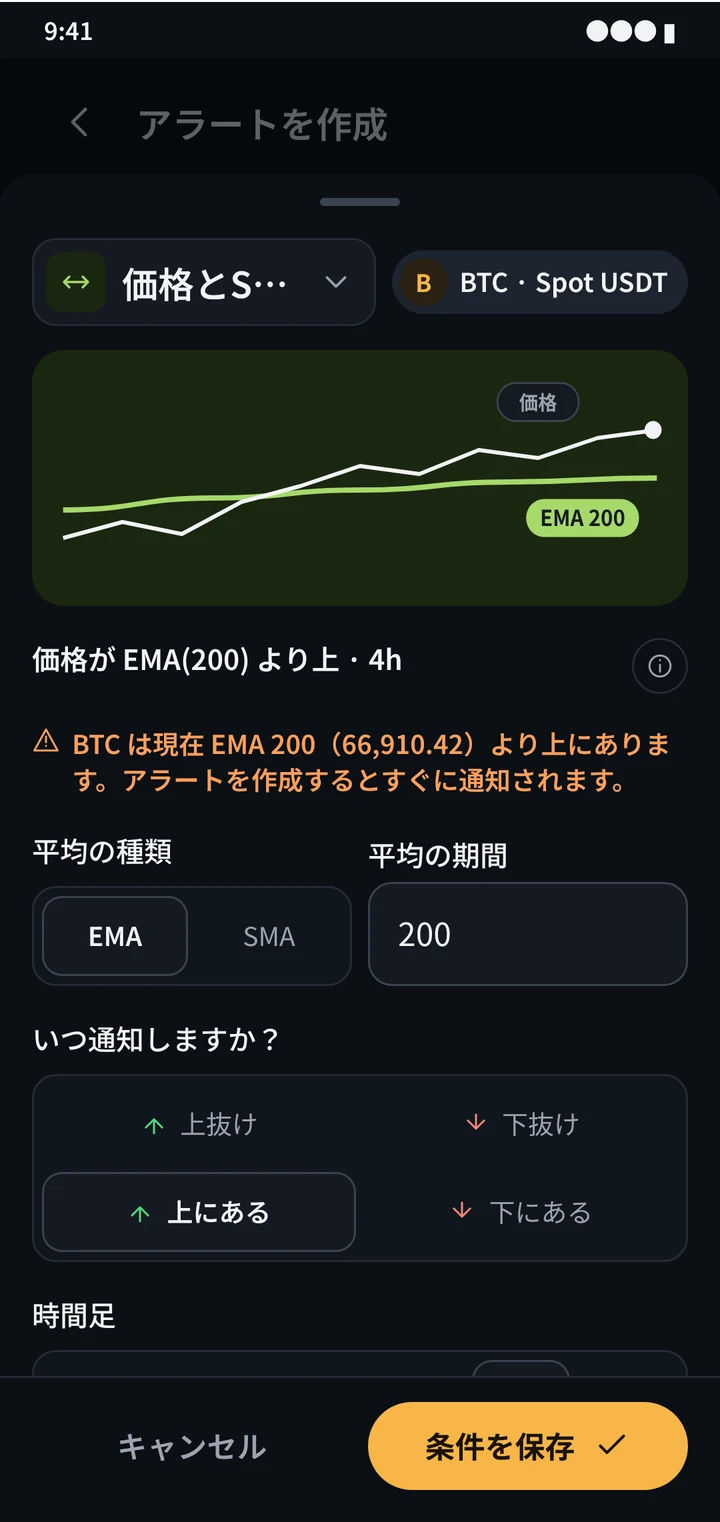 9:41
アラートを作成
価格とS…
B
BTC · Spot USDT
価格
EMA 200
価格が EMA(200) より上 · 4h
BTC は現在 EMA 200（66,910.42）より上にありま
す。アラートを作成するとすぐに通知されます。
平均の種類
平均の期間
EMA
SMA
200
いつ通知しますか？
上抜け
下抜け
上にある
下にある
時間足
キャンセル
条件を保存